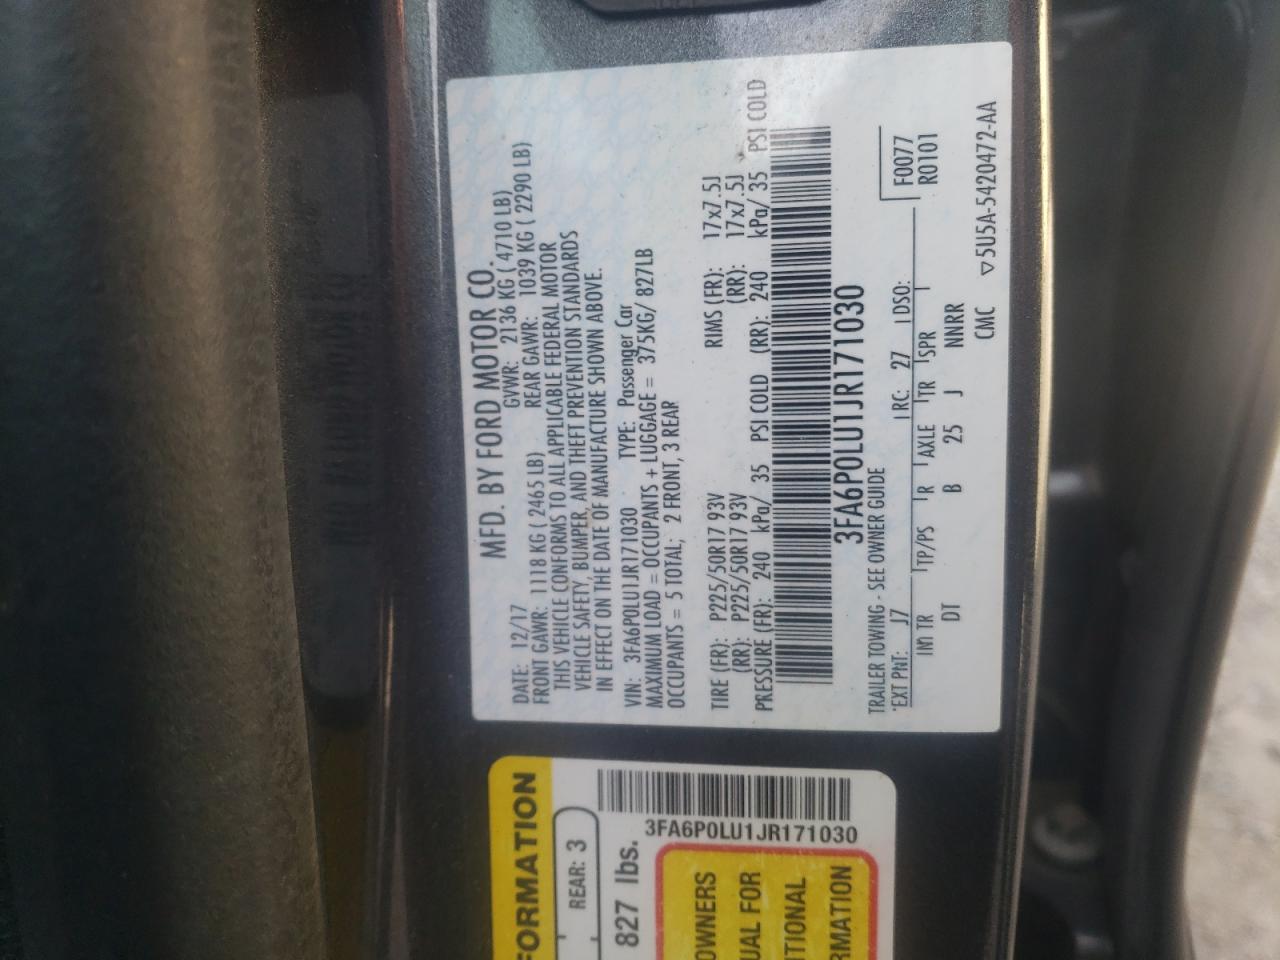 MFD. BY FORD MOTOR CO.
DATE: 12/17 GVWR: 2136 KG ( 4710 LB)
FRONT GAWR: 1118 KG ( 2465 LB) REAR GAWR: 1039 KG ( 2290 LB)
THIS VEHICLE CONFORMS TO ALL APPLICABLE FEDERAL MOTOR
VEHICLE SAFETY, BUMPER, AND THEFT PREVENTION STANDARDS
IN EFFECT ON THE DATE OF MANUFACTURE SHOWN ABOVE.
VIN: 3FA6P0LU1JR171030 TYPE: Passenger Car
MAXIMUM LOAD = OCCUPANTS + LUGGAGE = 375KG/ 827LB
OCCUPANTS = 5 TOTAL; 2 FRONT, 3 REAR
TIRE (FR): P225/50R17 93V RIMS (FR): 17x7.5J
(RR): P225/50R17 93V (RR): 17x7.5J
PRESSURE (FR): 240 kPa/ 35 PSI COLD (RR): 240 kPa/ 35 PSI COLD
3FA6P0LU1JR171030
TRAILER TOWING - SEE OWNER GUIDE
EXT PNT: J7 RC: 27 DSO:
F0077
R0101
INT TR TP/PS R AXLE TR SPR
DT B 25 J NNRR
CMC ▽5U5A-5420472-AA
FORMATION
REAR: 3
827 lbs.
3FA6P0LU1JR171030
OWNERS
UAL FOR
TIONAL
RMATION